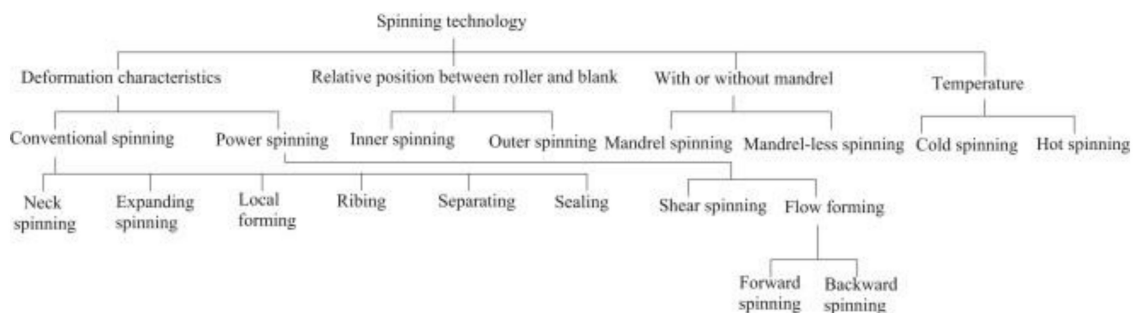 Spinning technology
Deformation characteristics
Relative position between roller and blank
With or without mandrel
Temperature
Conventional spinning
Power spinning
Inner spinning
Outer spinning
Mandrel spinning
Mandrel-less spinning
Cold spinning
Hot spinning
Neck
spinning
Expanding
spinning
Local
forming
Ribing
Separating
Sealing
Shear spinning
Flow forming
Forward
spinning
Backward
spinning